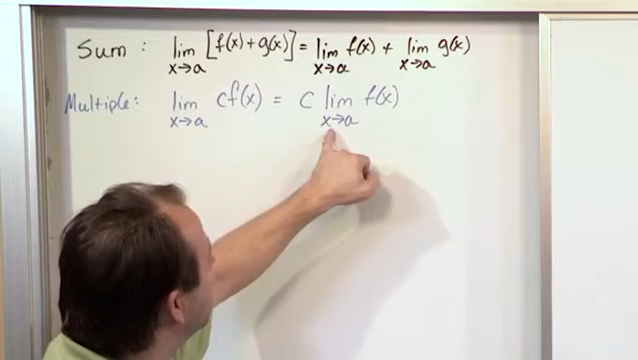 Sum: lim x→a [f(x)+g(x)] = lim x→a f(x) + lim x→a g(x)
Multiple: lim x→a cf(x) = c lim x→a f(x)